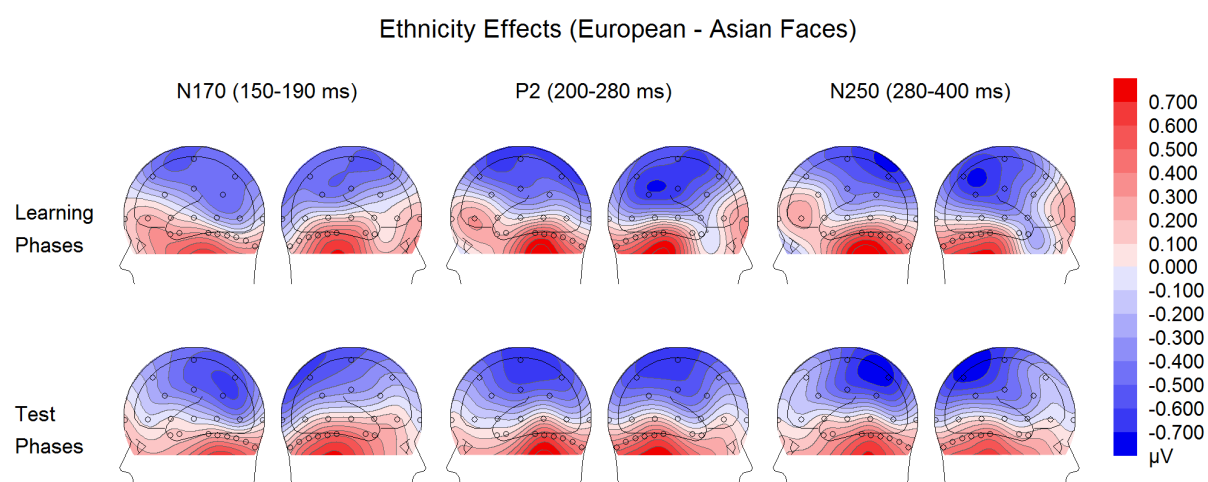 Ethnicity Effects (European - Asian Faces)
N170 (150-190 ms)
P2 (200-280 ms)
N250 (280-400 ms)
Learning
Phases
Test
Phases
0.700
0.600
0.500
0.400
0.300
0.200
0.100
0.000
-0.100
-0.200
-0.300
-0.400
-0.500
-0.600
-0.700
µV